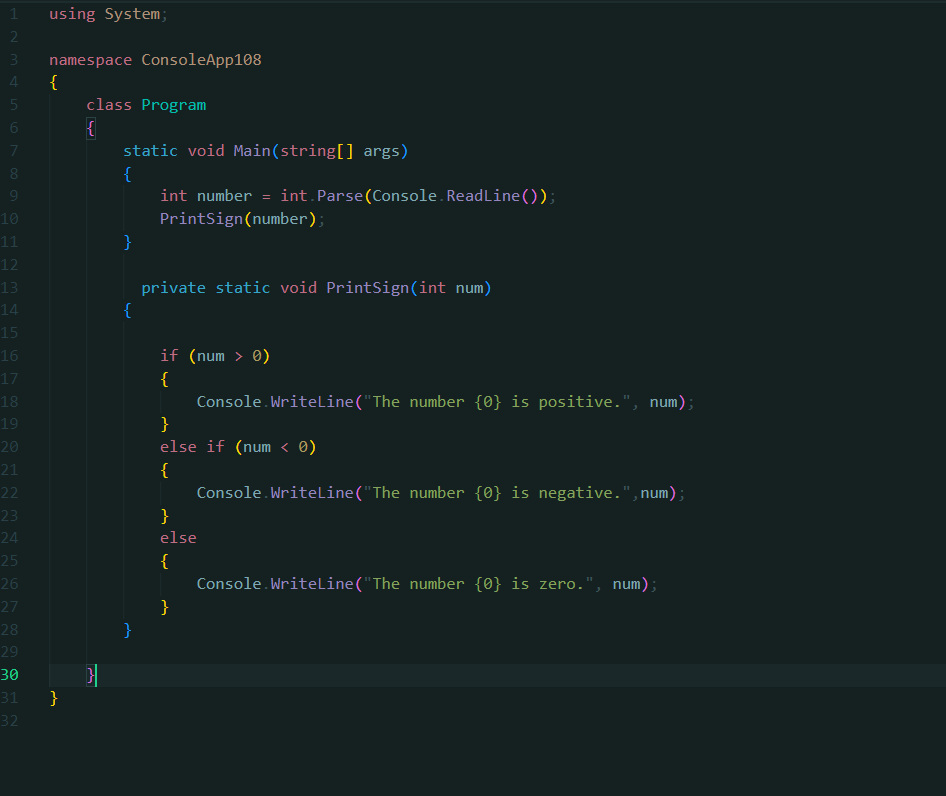 1 using System;
2
3 namespace ConsoleApp108
4 {
5     class Program
6     {
7         static void Main(string[] args)
8         {
9             int number = int.Parse(Console.ReadLine());
10             PrintSign(number);
11         }
12
13           private static void PrintSign(int num)
14         {
15
16             if (num > 0)
17             {
18                 Console.WriteLine("The number {0} is positive.", num);
19             }
20             else if (num < 0)
21             {
22                 Console.WriteLine("The number {0} is negative.",num);
23             }
24             else
25             {
26                 Console.WriteLine("The number {0} is zero.", num);
27             }
28         }
29
30     }
31 }
32